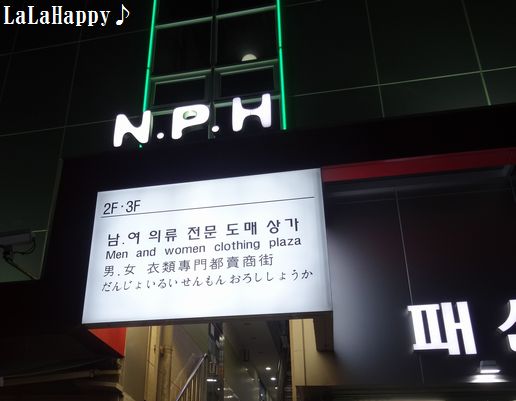 LaLaHappy♪
N.P.H
2F·3F
남.여 의류 전문 도매 상가
Men and women clothing plaza
男.女 衣類專門都賣商街
だんじょいるいせんもんおろししょうか
패